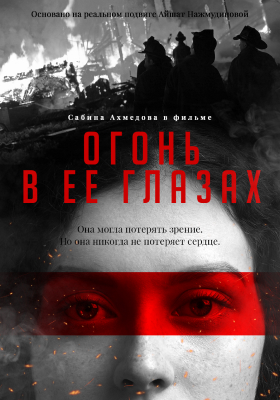 Основано на реальном подвиге Айшат Нажмудиновой
Сабина Ахмедова в фильме
ОГОНЬ
В ЕЕ ГЛАЗАХ
Она могла потерять зрение.
Но она никогда не потеряет сердце.